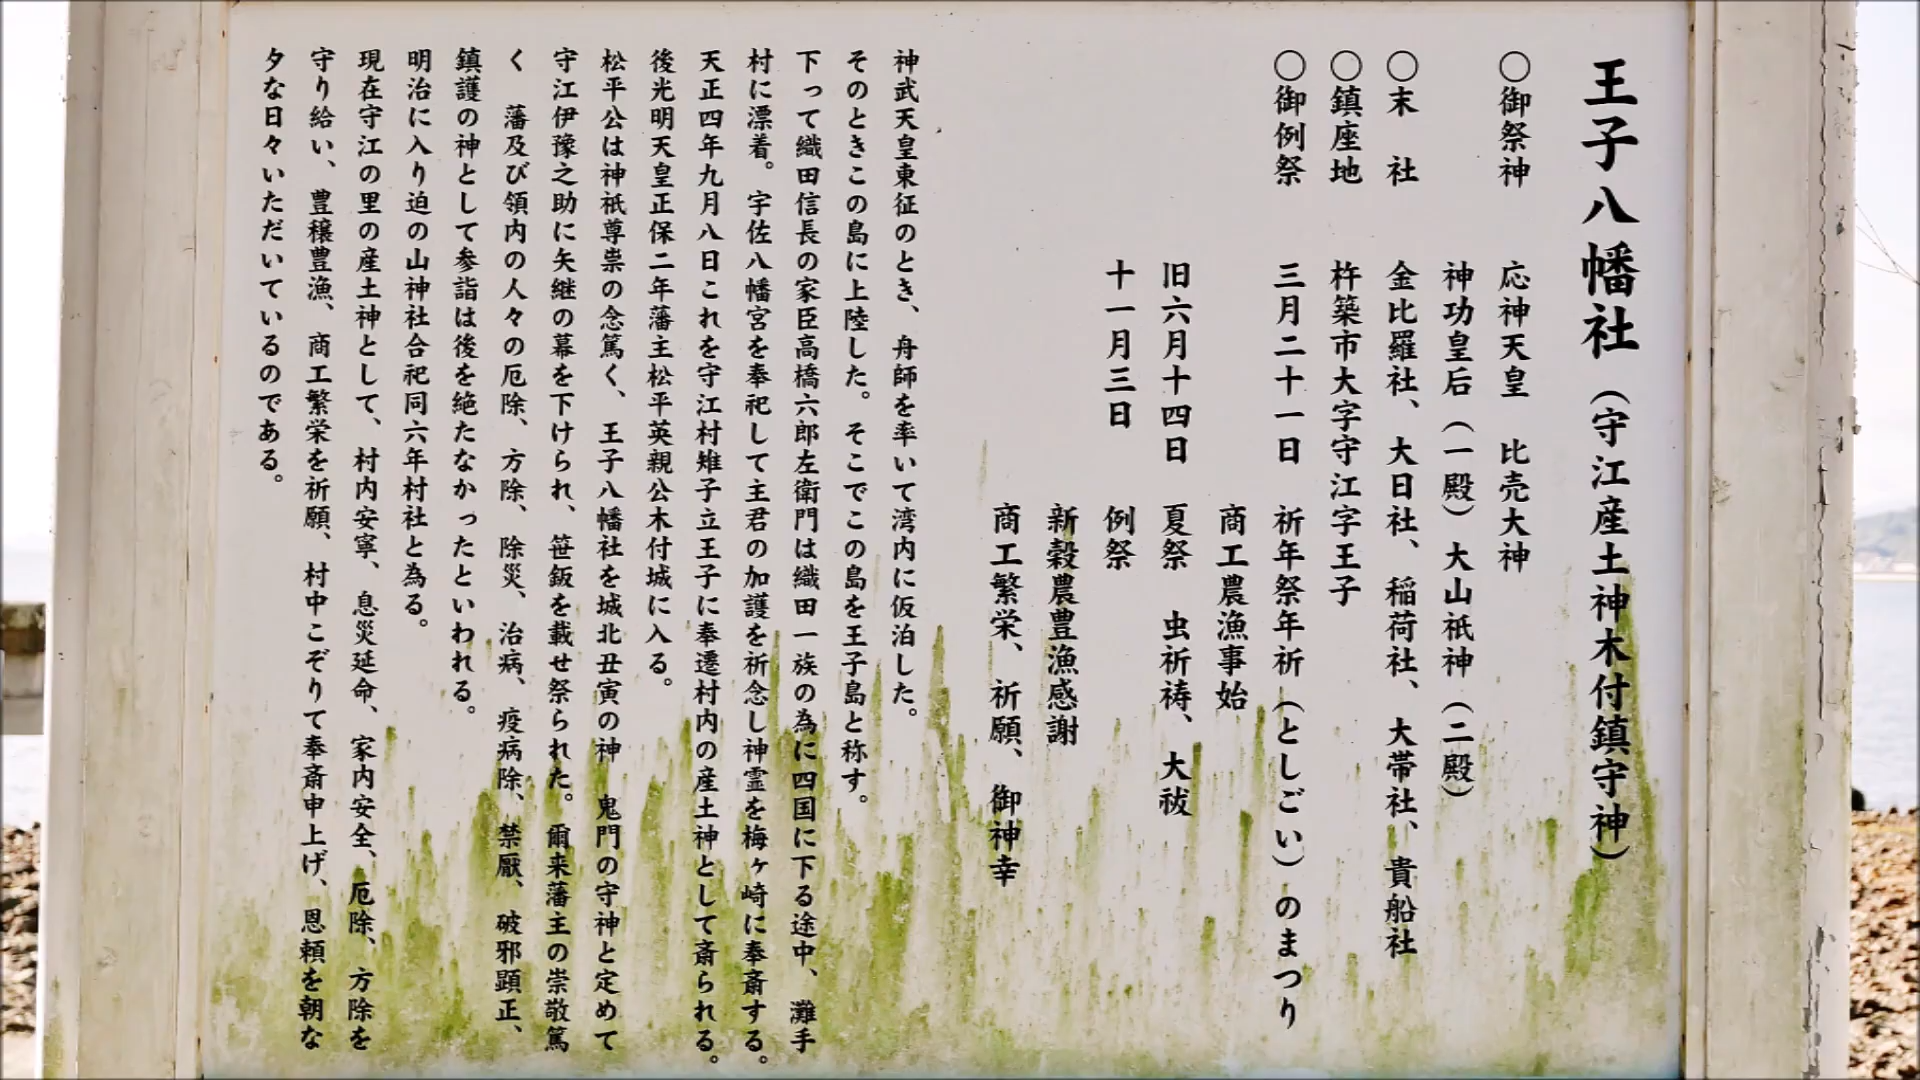 王子八幡社（守江産土神木付鎮守神）
〇御祭神　応神天皇　比売大神
神功皇后（一殿）大山祇神（二殿）
〇末　社　金比羅社、大日社、稲荷社、大帯社、貴船社
〇鎮座地　杵築市大字守江字王子
〇御例祭　三月二十一日　祈年祭年祈（としごい）のまつり
商工農漁事始
旧六月十四日　夏祭　虫祈祷、大祓
十一月三日　例祭
新穀農豊漁感謝
商工繁栄、祈願、御神幸
神武天皇東征のとき、舟師を率いて湾内に仮泊した。
そのときこの島に上陸した。そこでこの島を王子島と称す。
下って織田信長の家臣高橋六郎左衛門は織田一族の為に四国に下る途中、灘手
村に漂着。宇佐八幡宮を奉祀して主君の加護を祈念し神霊を梅ヶ崎に奉斎する。
天正四年九月八日これを守江村雉子立王子に奉遷村内の産土神として斎られる。
後光明天皇正保二年藩主松平英親公木付城に入る。
松平公は神祇尊崇の念篤く、王子八幡社を城北丑寅の神　鬼門の守神と定めて
守江伊豫之助に矢継の幕を下けられ、笹鈑を載せ祭られた。爾来藩主の崇敬篤
く　藩及び領内の人々の厄除、方除、除災、治病、疫病除、禁厭、破邪顕正、
鎮護の神として参詣は後を絶たなかったといわれる。
明治に入り迫の山神社合祀同六年村社と為る。
現在守江の里の産土神として、村内安寧、息災延命、家内安全、厄除、方除を
守り給い、豊穣豊漁、商工繁栄を祈願、村中こぞりて奉斎申上げ、恩頼を朝な
夕な日々いただいているのである。